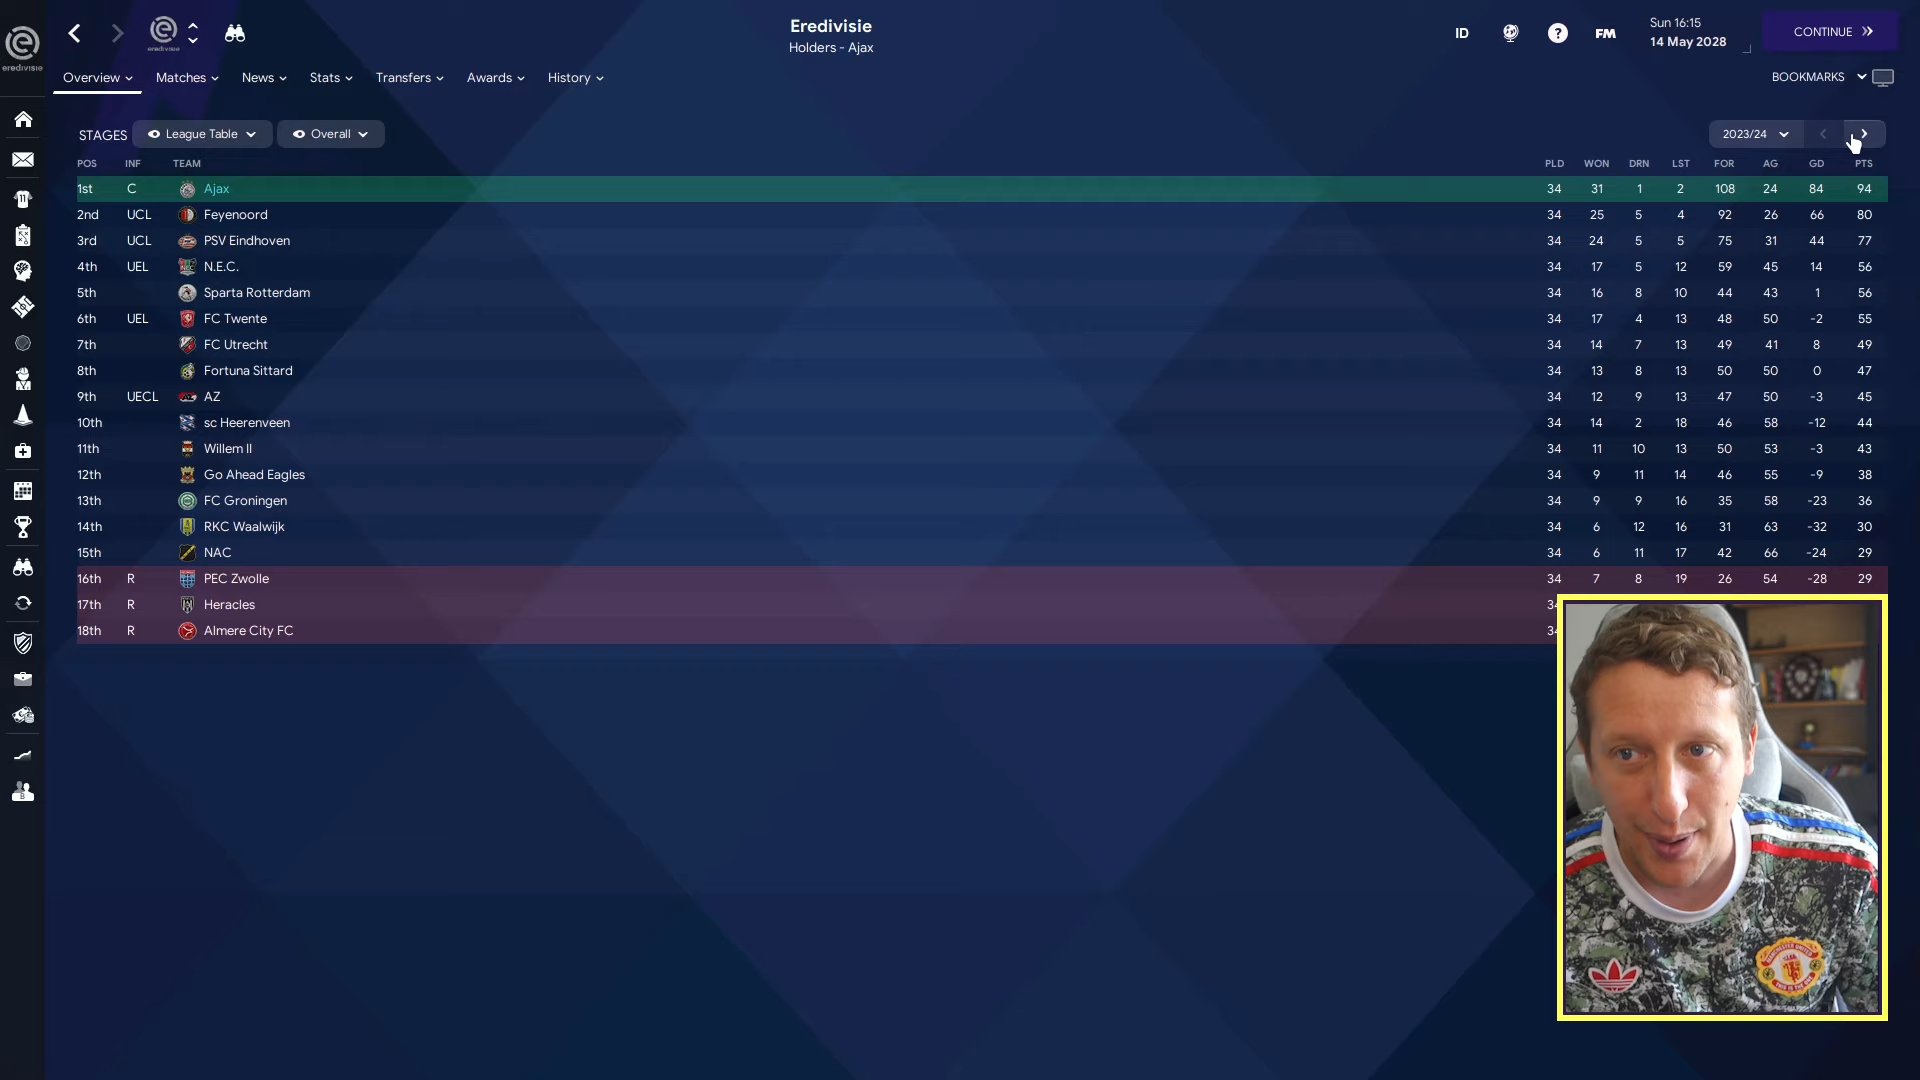 Eredivisie
Holders - Ajax
ID
FM
Sun 16:15
14 May 2028
CONTINUE
eredivisie
Overview
Matches
News
Stats
Transfers
Awards
History
BOOKMARKS
STAGES League Table Overall 2023/24
POS INF TEAM PLD WON DRN LST FOR AG GD PTS
1st C Ajax 34 31 1 2 108 24 84 94
2nd UCL Feyenoord 34 25 5 4 92 26 66 80
3rd UCL PSV Eindhoven 34 24 5 5 75 31 44 77
4th UEL N.E.C. 34 17 5 12 59 45 14 56
5th Sparta Rotterdam 34 16 8 10 44 43 1 56
6th UEL FC Twente 34 17 4 13 48 50 -2 55
7th FC Utrecht 34 14 7 13 49 41 8 49
8th Fortuna Sittard 34 13 8 13 50 50 0 47
9th UECL AZ 34 12 9 13 47 50 -3 45
10th sc Heerenveen 34 14 2 18 46 58 -12 44
11th Willem II 34 11 10 13 50 53 -3 43
12th Go Ahead Eagles 34 9 11 14 46 55 -9 38
13th FC Groningen 34 9 9 16 35 58 -23 36
14th RKC Waalwijk 34 6 12 16 31 63 -32 30
15th NAC 34 6 11 17 42 66 -24 29
16th R PEC Zwolle 34 7 8 19 26 54 -28 29
17th R Heracles
18th R Almere City FC
MANCHESTER UNITED